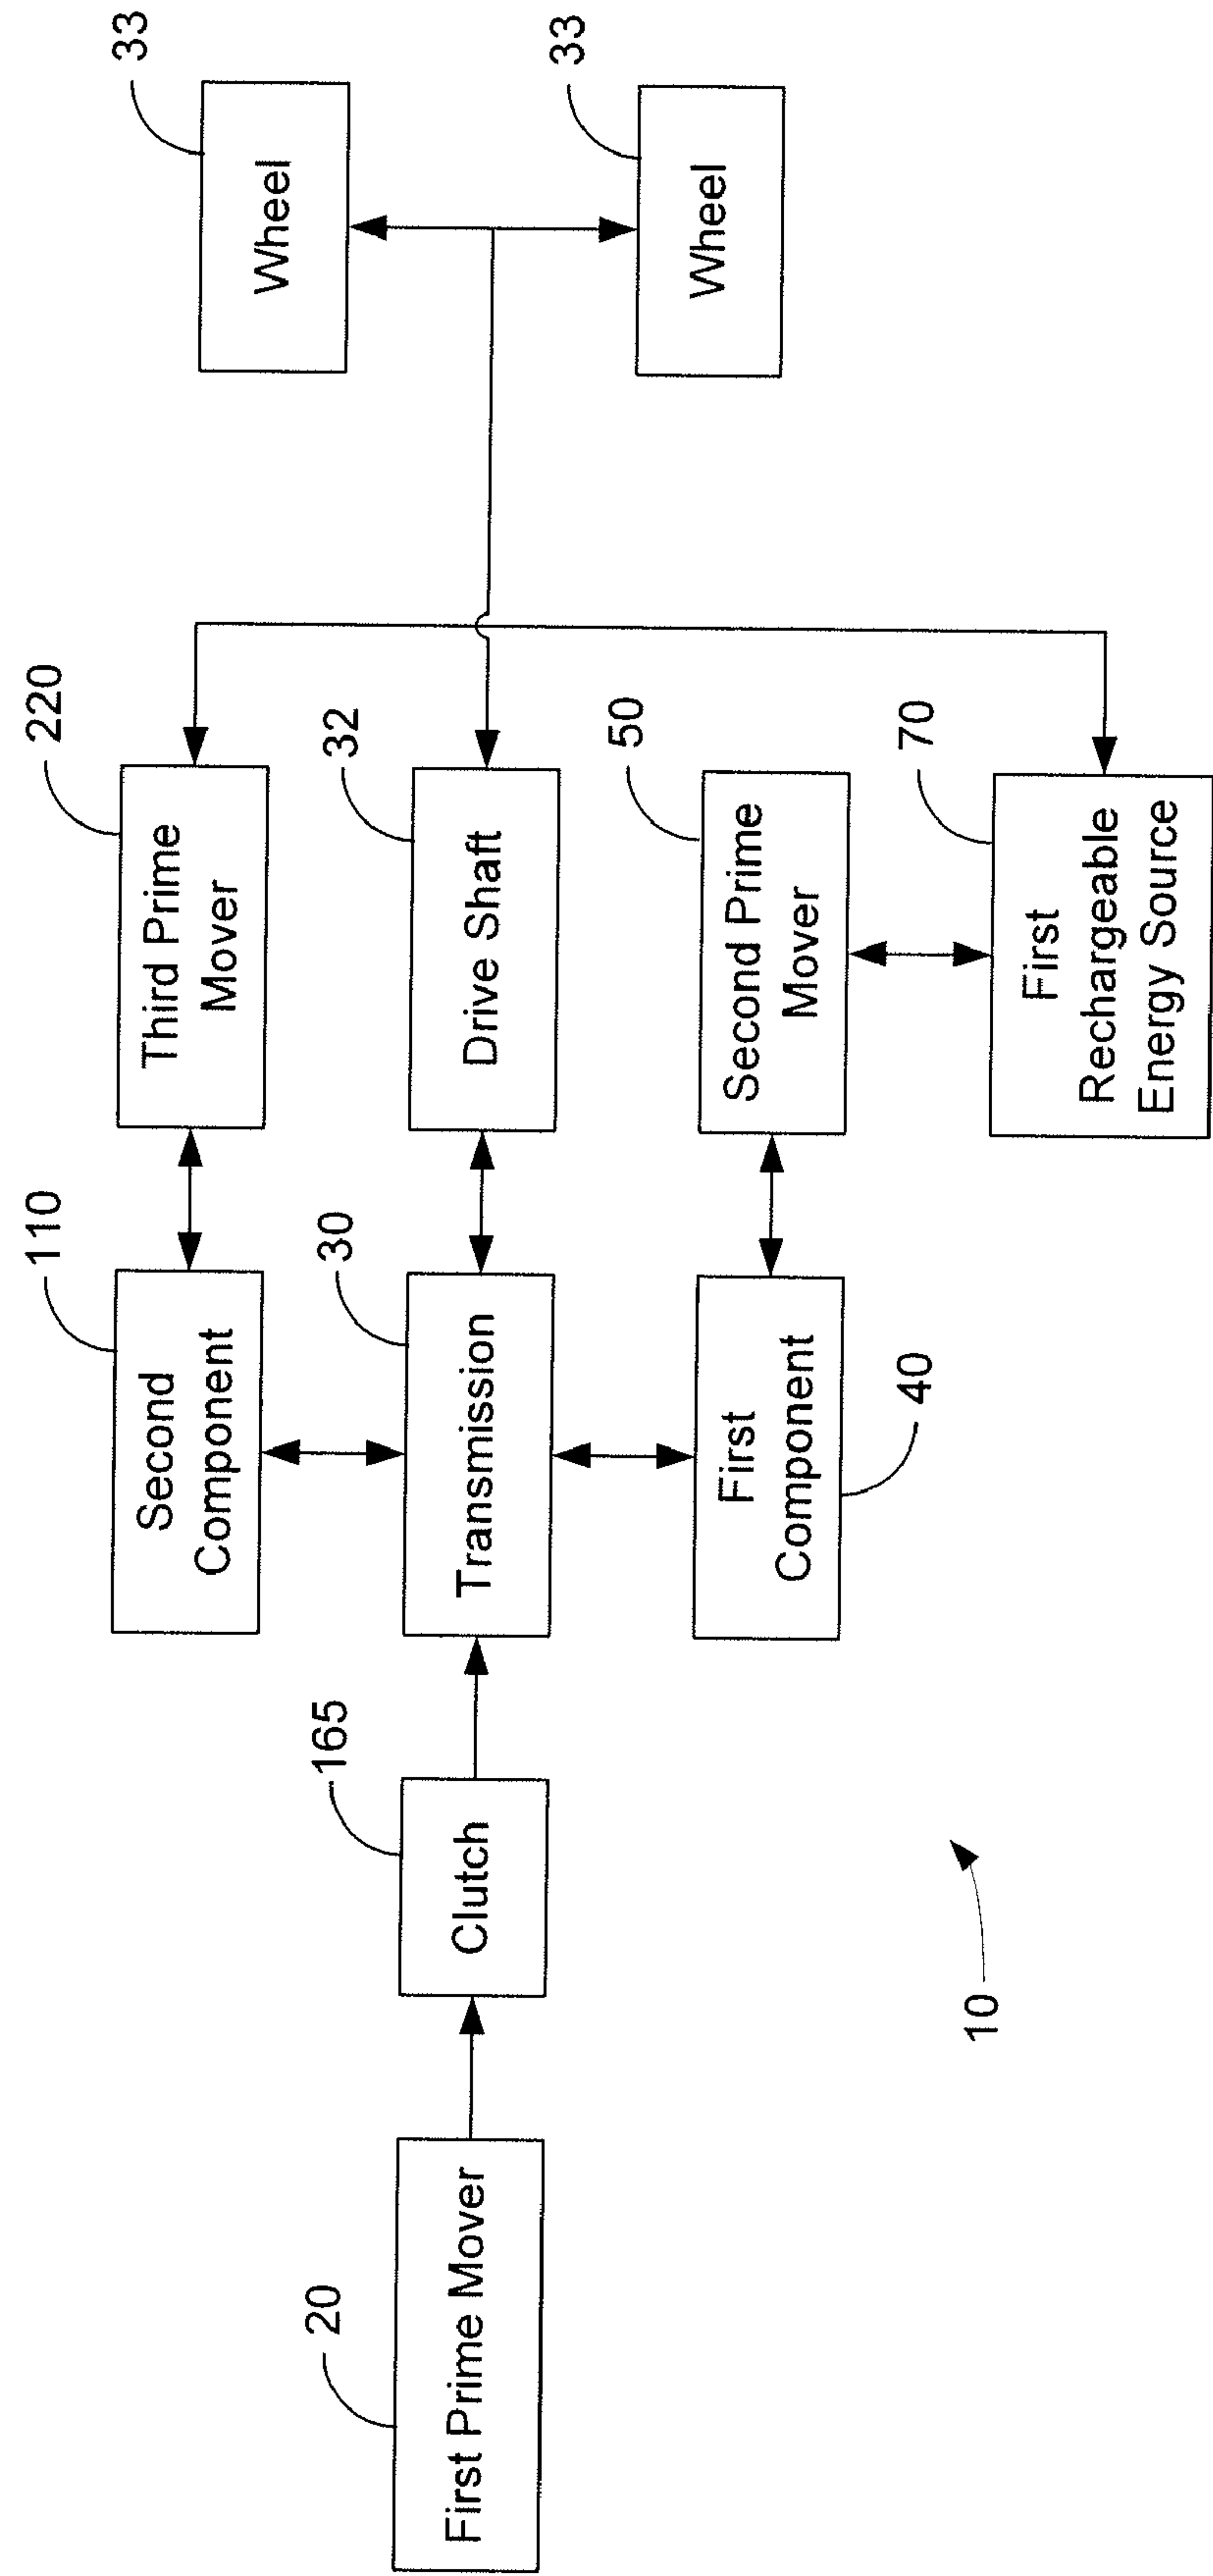 33
Wheel
33
Wheel
220
Third Prime
Mover
32
Drive Shaft
50
Second Prime
Mover
70
First
Rechargeable
Energy Source
110
Second
Component
30
Transmission
First
Component
40
165
Clutch
10
20
First Prime Mover